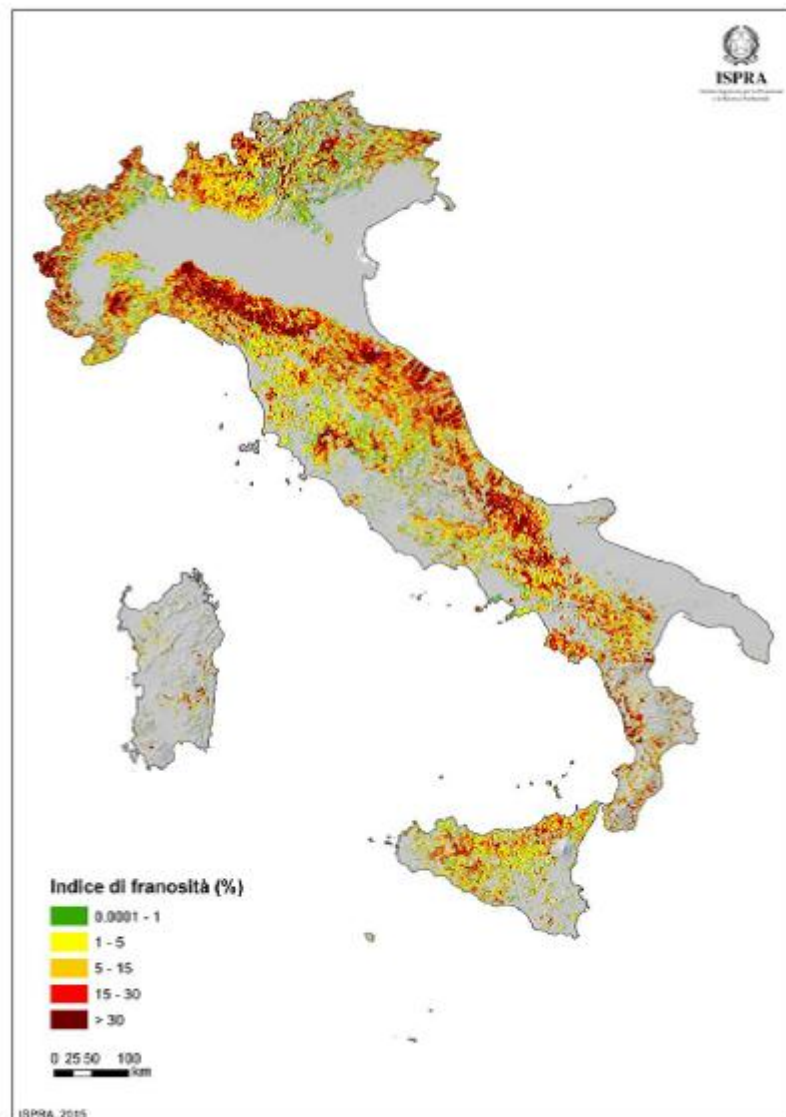 ISPRA
Indice di franosità (%)
0.0001 - 1
1 - 5
5 - 15
15 - 30
> 30
0 25 50 100
km
ISPRA, 2015